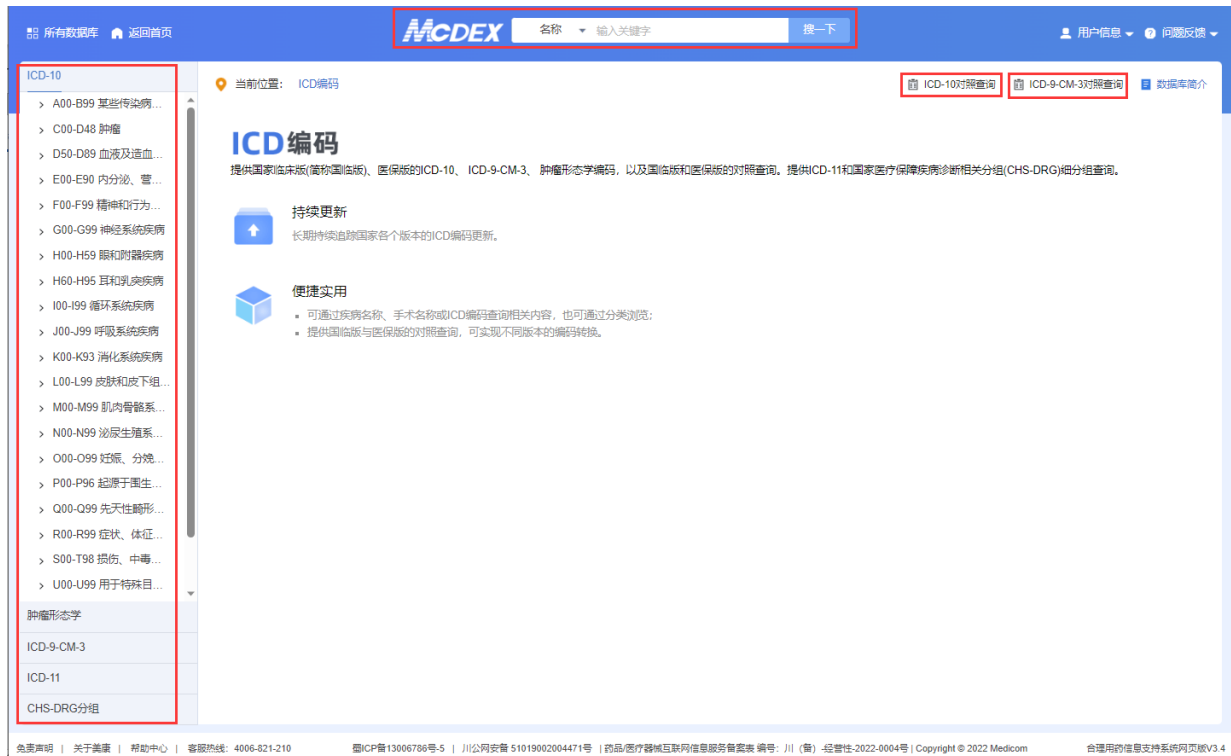 所有数据库 返回首页 MCDEX 名称 输入关键字 搜一下 用户信息 问题反馈
ICD-10
当前位置： ICD编码 ICD-10对照查询 ICD-9-CM-3对照查询 数据库简介
A00-B99 某些传染病...
C00-D48 肿瘤
D50-D89 血液及造血...
E00-E90 内分泌、营...
F00-F99 精神和行为...
G00-G99 神经系统疾病
H00-H59 眼和附器疾病
H60-H95 耳和乳突疾病
I00-I99 循环系统疾病
J00-J99 呼吸系统疾病
K00-K93 消化系统疾病
L00-L99 皮肤和皮下组...
M00-M99 肌肉骨骼系...
N00-N99 泌尿生殖系...
O00-O99 妊娠、分娩...
P00-P96 起源于围生...
Q00-Q99 先天性畸形...
R00-R99 症状、体征...
S00-T98 损伤、中毒...
U00-U99 用于特殊目...
肿瘤形态学
ICD-9-CM-3
ICD-11
CHS-DRG分组
ICD编码
提供国家临床版(简称国临版)、医保版的ICD-10、 ICD-9-CM-3、 肿瘤形态学编码，以及国临版和医保版的对照查询。提供ICD-11和国家医疗保障疾病诊断相关分组(CHS-DRG)细分组查询。
持续更新
长期持续追踪国家各个版本的ICD编码更新。
便捷实用
▪ 可通过疾病名称、手术名称或ICD编码查询相关内容，也可通过分类浏览;
▪ 提供国临版与医保版的对照查询，可实现不同版本的编码转换。
免责声明 | 关于美康 | 帮助中心 | 客服热线：4006-821-210 蜀ICP备13006786号-5 | 川公网安备 51019002004471号 |药品/医疗器械互联网信息服务备案表 编号：川（备）-经营性-2022-0004号 | Copyright © 2022 Medicom 合理用药信息支持系统网页版V3.4